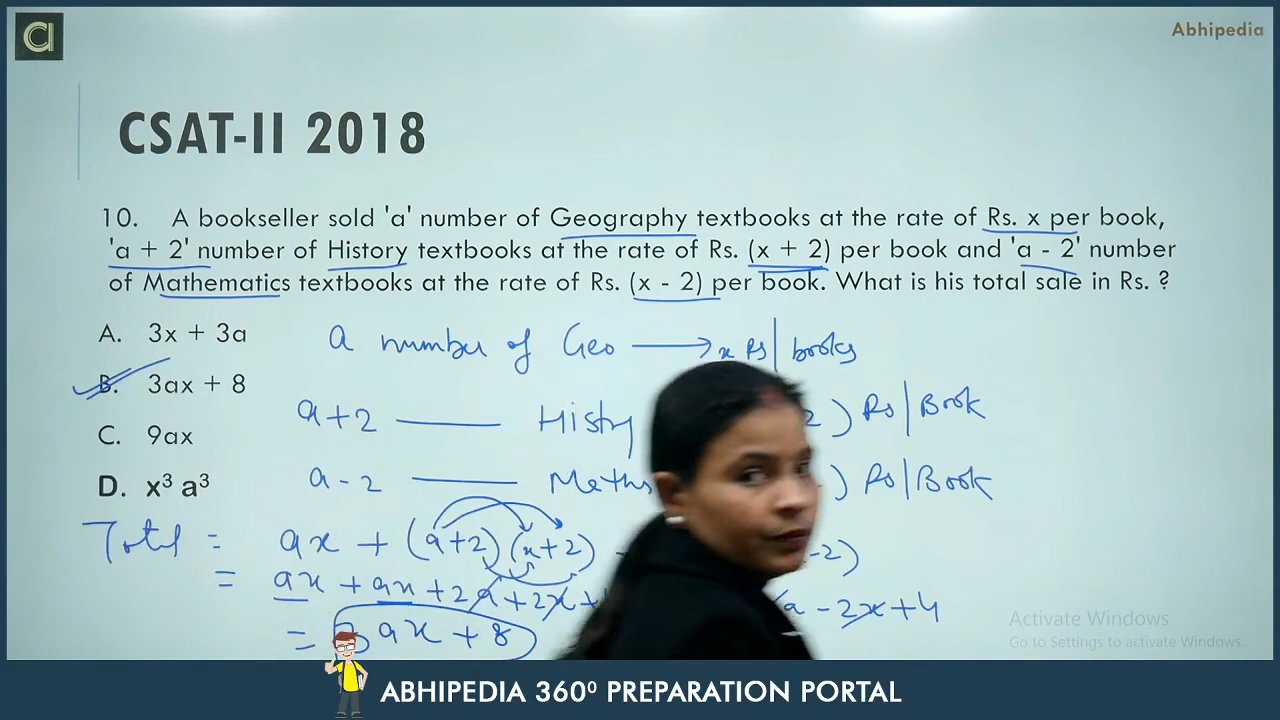 Abhipedia
CSAT-II 2018
10. A bookseller sold 'a' number of Geography textbooks at the rate of Rs. x per book,
'a + 2' number of History textbooks at the rate of Rs. (x + 2) per book and 'a - 2' number
of Mathematics textbooks at the rate of Rs. (x - 2) per book. What is his total sale in Rs. ?
A. 3x + 3a
B. 3ax + 8
C. 9ax
D. x³ a³
a number of Geo → x Rs | books
a+2 — Histry 2 ) Rs | Book
a-2 — Maths ) Rs | Book
Total = ax + (a+2)(x+2) -2)
= ax + ax + 2a + 2x + a - 2x + 4
= 3ax + 8
Activate Windows
Go to Settings to activate Windows.
ABHIPEDIA 360⁰ PREPARATION PORTAL